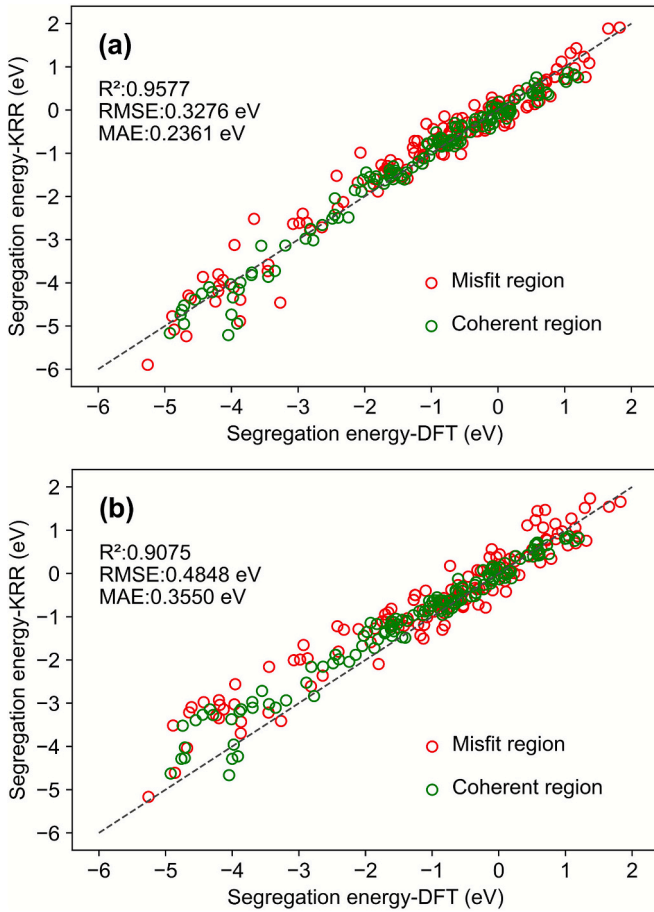 (a)
R²:0.9577
RMSE:0.3276 eV
MAE:0.2361 eV
Segregation energy-KRR (eV)
2
1
0
−1
−2
−3
−4
−5
−6
Misfit region
Coherent region
−6 −5 −4 −3 −2 −1 0 1 2
Segregation energy-DFT (eV)
(b)
R²:0.9075
RMSE:0.4848 eV
MAE:0.3550 eV
Segregation energy-KRR (eV)
2
1
0
−1
−2
−3
−4
−5
−6
Misfit region
Coherent region
−6 −5 −4 −3 −2 −1 0 1 2
Segregation energy-DFT (eV)